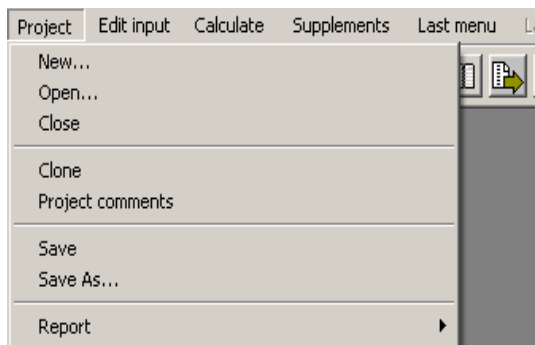 Project Edit input Calculate Supplements Last menu
New...
Open...
Close
Clone
Project comments
Save
Save As...
Report